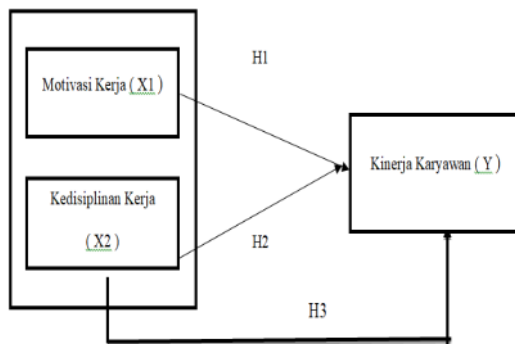 H1
Motivasi Kerja ( X1 )
Kinerja Karyawan ( Y )
Kedisiplinan Kerja
( X2 )
H2
H3